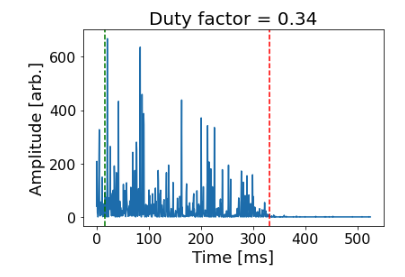 Duty factor = 0.34
Amplitude [arb.]
600
400
200
0
0 100 200 300 400 500
Time [ms]